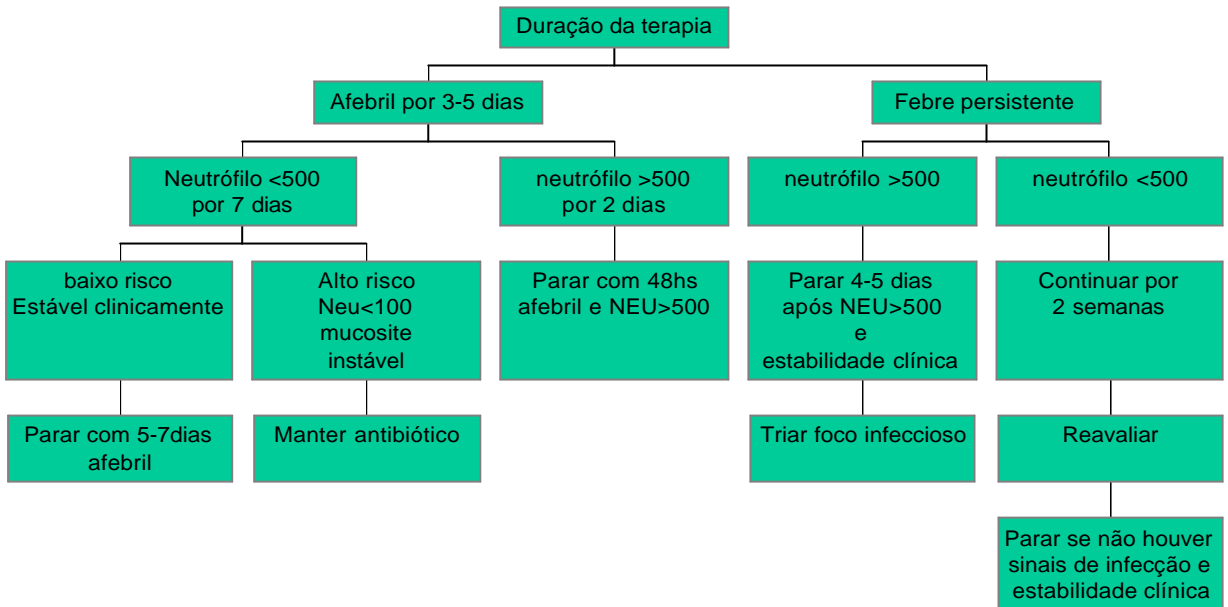 Duração da terapia
Afebril por 3-5 dias
Febre persistente
Neutrófilo <500
por 7 dias
neutrófilo >500
por 2 dias
neutrófilo >500
neutrófilo <500
baixo risco
Estável clinicamente
Alto risco
Neu<100
mucosite
instável
Parar com 48hs
afebril e NEU>500
Parar 4-5 dias
após NEU>500
e
estabilidade clínica
Continuar por
2 semanas
Parar com 5-7dias
afebril
Manter antibiótico
Triar foco infeccioso
Reavaliar
Parar se não houver
sinais de infecção e
estabilidade clínica